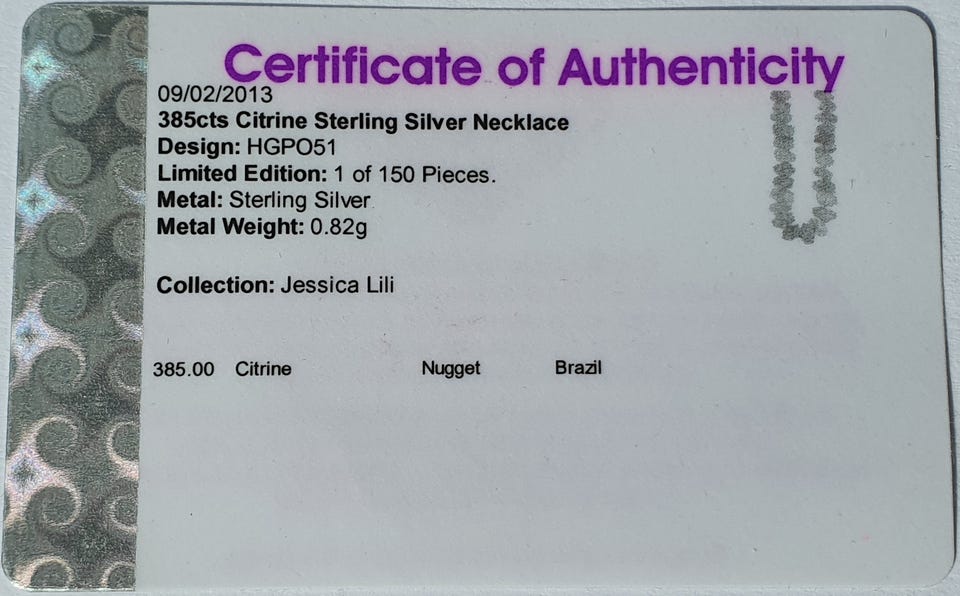 Certificate of Authenticity
09/02/2013
385cts Citrine Sterling Silver Necklace
Design: HGPO51
Limited Edition: 1 of 150 Pieces.
Metal: Sterling Silver
Metal Weight: 0.82g
Collection: Jessica Lili
385.00 Citrine Nugget Brazil